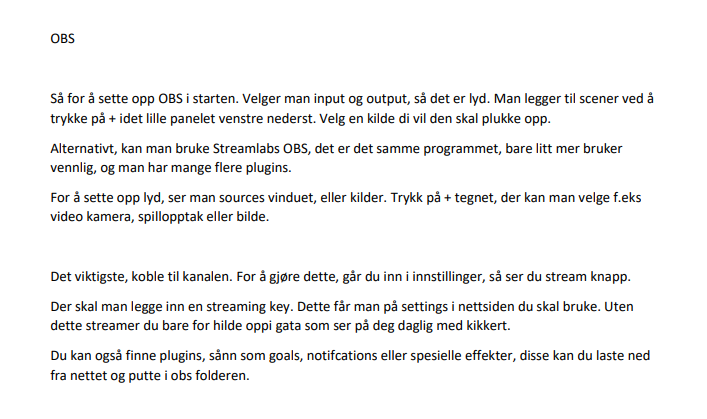 OBS
Så for å sette opp OBS i starten. Velger man input og output, så det er lyd. Man legger til scener ved å
trykke på + idet lille panelet venstre nederst. Velg en kilde di vil den skal plukke opp.
Alternativt, kan man bruke Streamlabs OBS, det er det samme programmet, bare litt mer bruker
vennlig, og man har mange flere plugins.
For å sette opp lyd, ser man sources vinduet, eller kilder. Trykk på + tegnet, der kan man velge f.eks
video kamera, spillopptak eller bilde.
Det viktigste, koble til kanalen. For å gjøre dette, går du inn i innstillinger, så ser du stream knapp.
Der skal man legge inn en streaming key. Dette får man på settings i nettsiden du skal bruke. Uten
dette streamer du bare for hilde oppi gata som ser på deg daglig med kikkert.
Du kan også finne plugins, sånn som goals, notifcations eller spesielle effekter, disse kan du laste ned
fra nettet og putte i obs folderen.